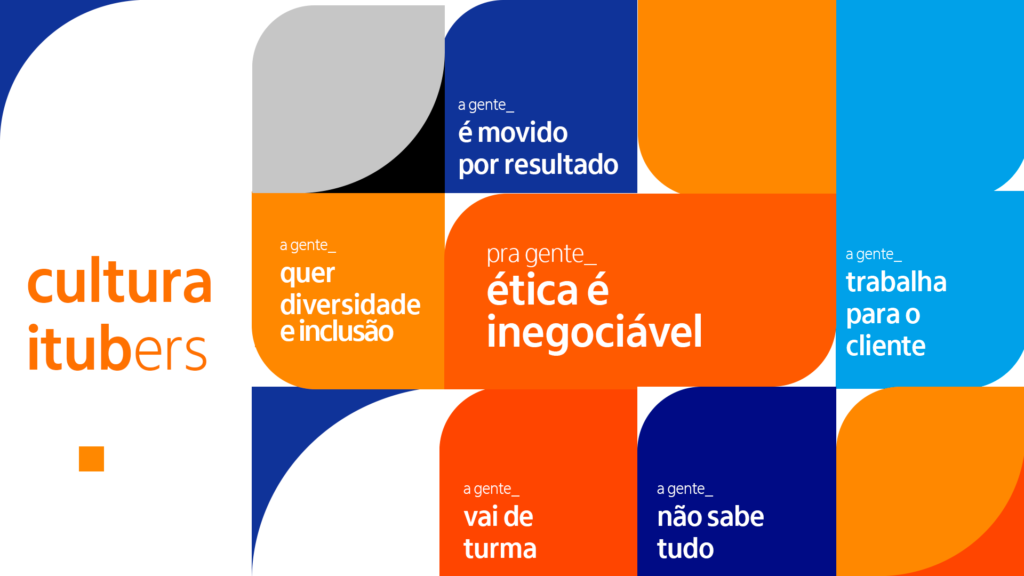 cultura
itubers
a gente_
é movido
por resultado
a gente_
quer
diversidade
e inclusão
pra gente_
ética é
inegociável
a gente_
trabalha
para o
cliente
a gente_
vai de
turma
a gente_
não sabe
tudo